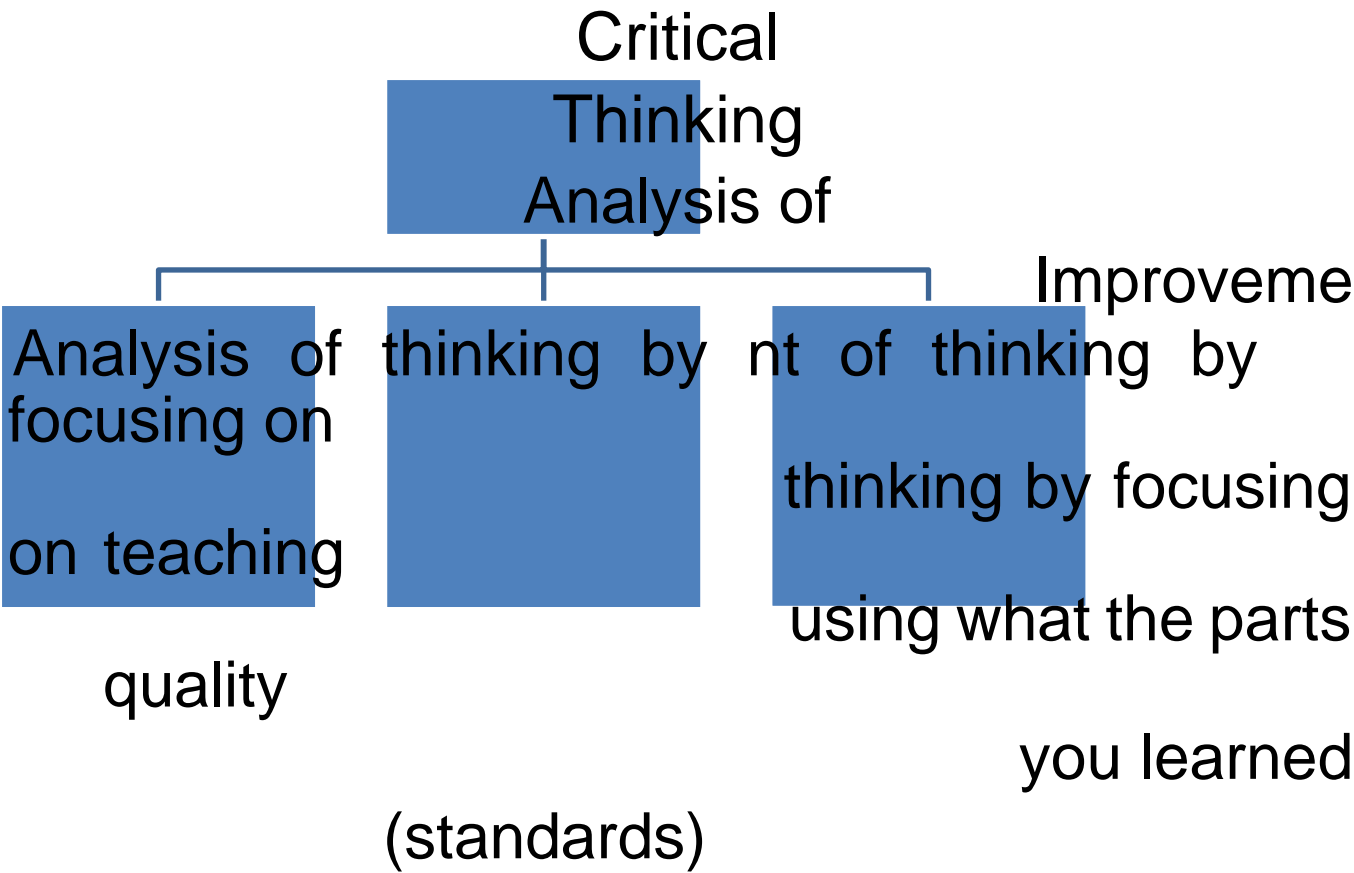 Critical
Thinking
Analysis of
Improveme
Analysis of thinking by nt of thinking by
focusing on
thinking by focusing
on teaching
using what the parts
quality
you learned
(standards)